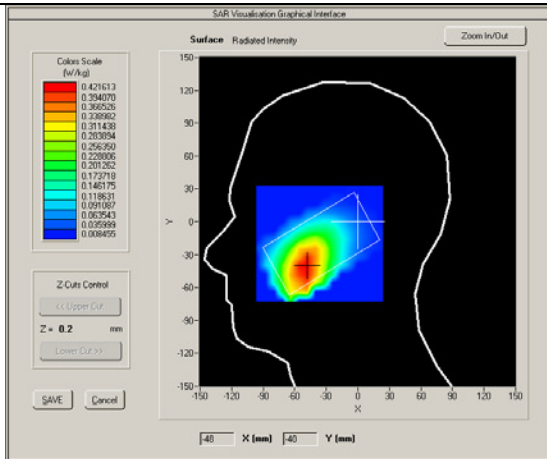 SAR Visualisation Graphical Interface
Surface Radiated Intensity
Zoom In/Out
Colors Scale
(W/kg)
0.421613
0.394070
0.366526
0.338982
0.311438
0.283894
0.256350
0.228806
0.201262
0.173718
0.146175
0.118631
0.091087
0.063543
0.035999
0.008455
Z-Cuts Control
<< Upper Cut
Z = 0.2 mm
Lower Cut >>
SAVE Cancel
150-
120-
90-
60-
30-
0-
-30-
-60-
-90-
-120-
-150-
Y
-150 -120 -90 -60 -30 0 30 60 90 120 150
X
-48 X (mm) -40 Y (mm)